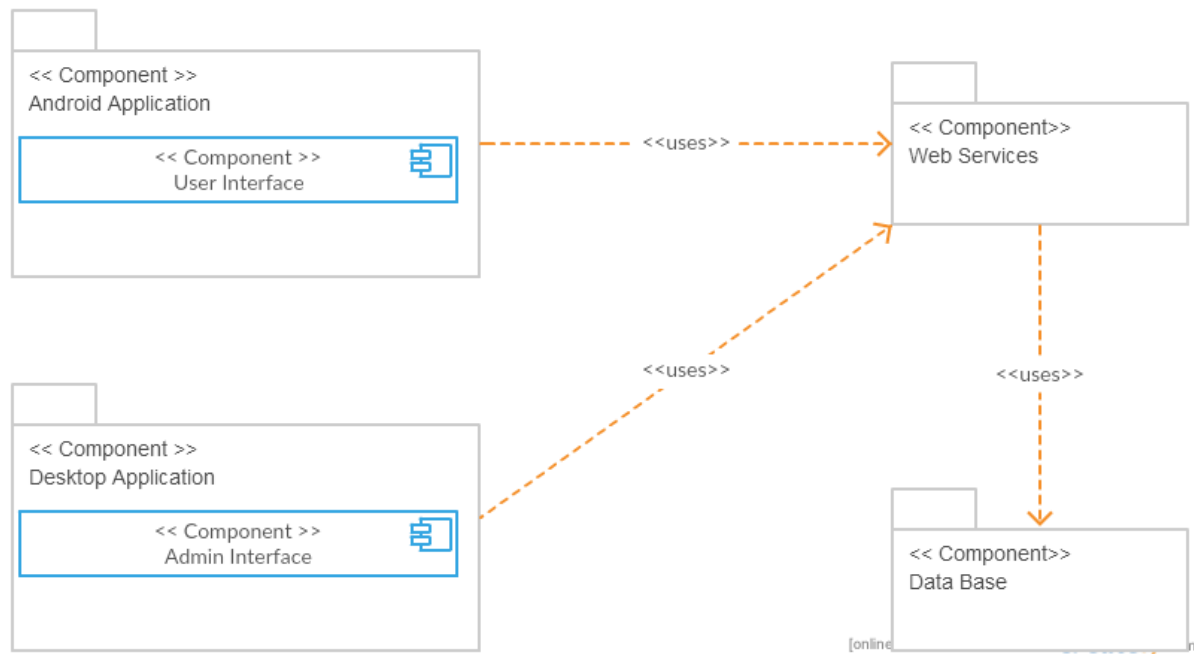 << Component >>
Android Application
<< Component >>
User Interface
<<uses>>
<< Component>>
Web Services
<<uses>>
<<uses>>
<< Component >>
Desktop Application
<< Component >>
Admin Interface
<< Component>>
Data Base
[online